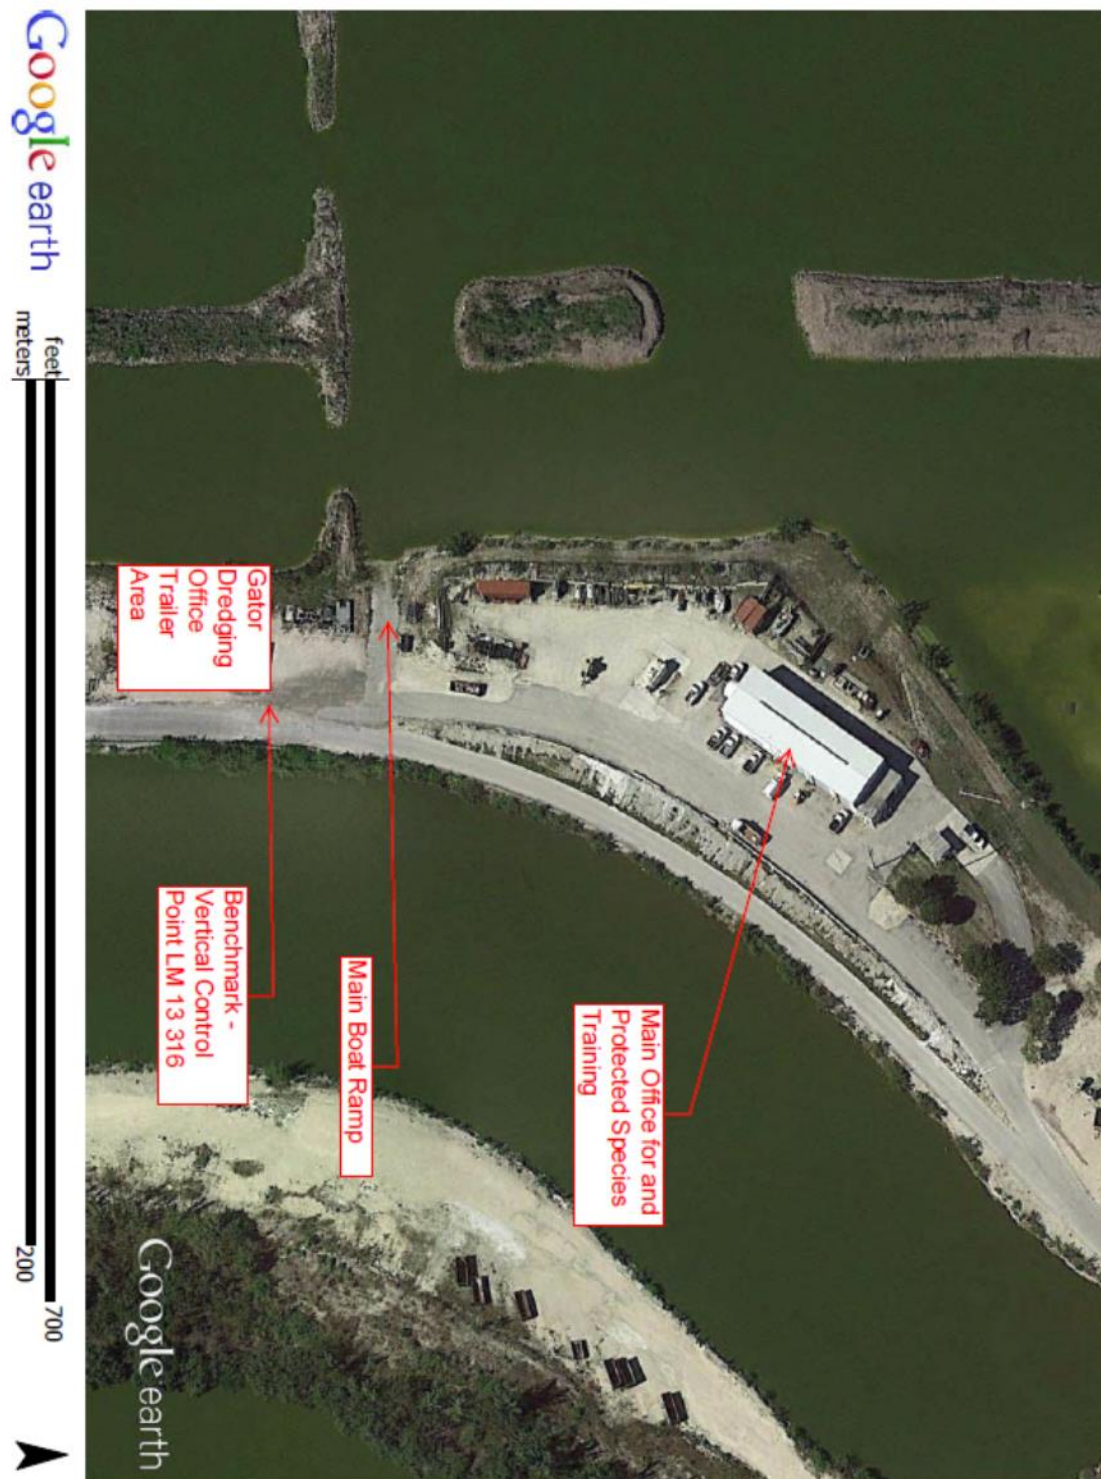 Main Office for and
Protected Species
Training
Main Boat Ramp
Benchmark -
Vertical Control
Point LM 13 316
Gator
Dredging
Office
Trailer
Area
Google earth
Google earth
feet
700
meters
200